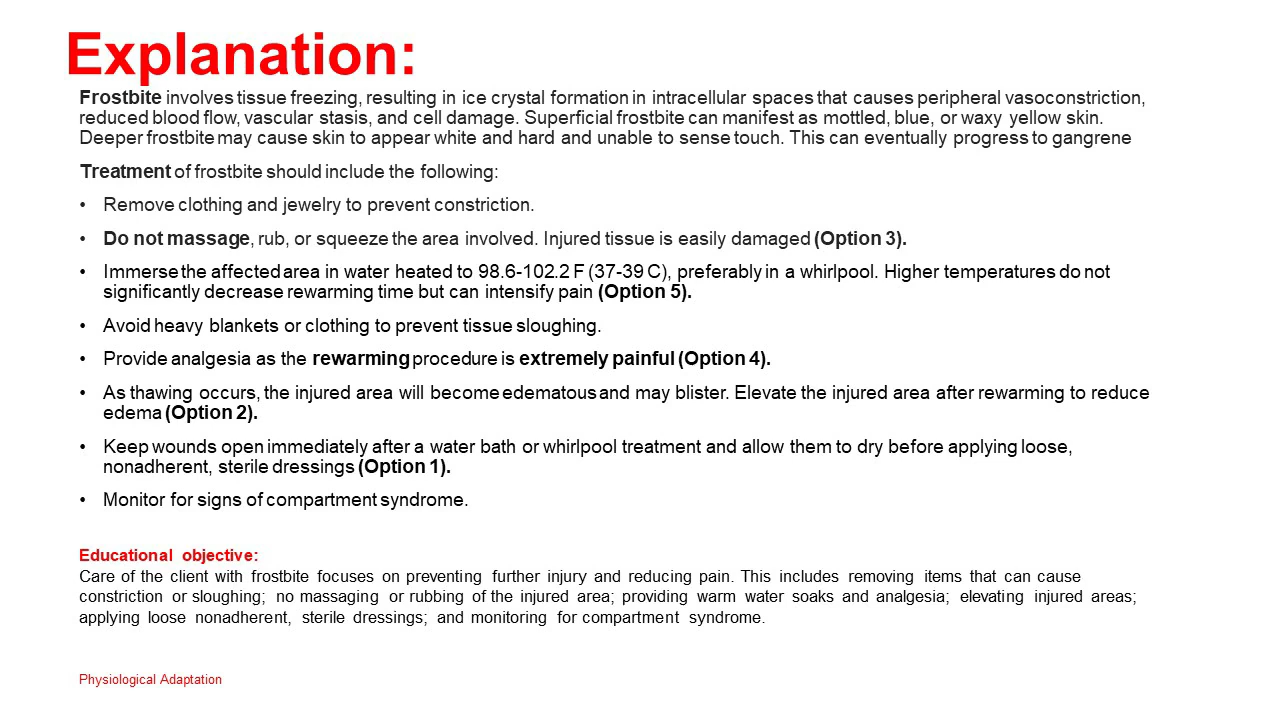 Explanation:
Frostbite involves tissue freezing, resulting in ice crystal formation in intracellular spaces that causes peripheral vasoconstriction,
reduced blood flow, vascular stasis, and cell damage. Superficial frostbite can manifest as mottled, blue, or waxy yellow skin.
Deeper frostbite may cause skin to appear white and hard and unable to sense touch. This can eventually progress to gangrene
Treatment of frostbite should include the following:
• Remove clothing and jewelry to prevent constriction.
• Do not massage, rub, or squeeze the area involved. Injured tissue is easily damaged (Option 3).
• Immerse the affected area in water heated to 98.6-102.2 F (37-39 C), preferably in a whirlpool. Higher temperatures do not
significantly decrease rewarming time but can intensify pain (Option 5).
• Avoid heavy blankets or clothing to prevent tissue sloughing.
• Provide analgesia as the rewarming procedure is extremely painful (Option 4).
• As thawing occurs, the injured area will become edematous and may blister. Elevate the injured area after rewarming to reduce
edema (Option 2).
• Keep wounds open immediately after a water bath or whirlpool treatment and allow them to dry before applying loose,
nonadherent, sterile dressings (Option 1).
• Monitor for signs of compartment syndrome.
Educational objective:
Care of the client with frostbite focuses on preventing further injury and reducing pain. This includes removing items that can cause
constriction or sloughing; no massaging or rubbing of the injured area; providing warm water soaks and analgesia; elevating injured areas;
applying loose nonadherent, sterile dressings; and monitoring for compartment syndrome.
Physiological Adaptation